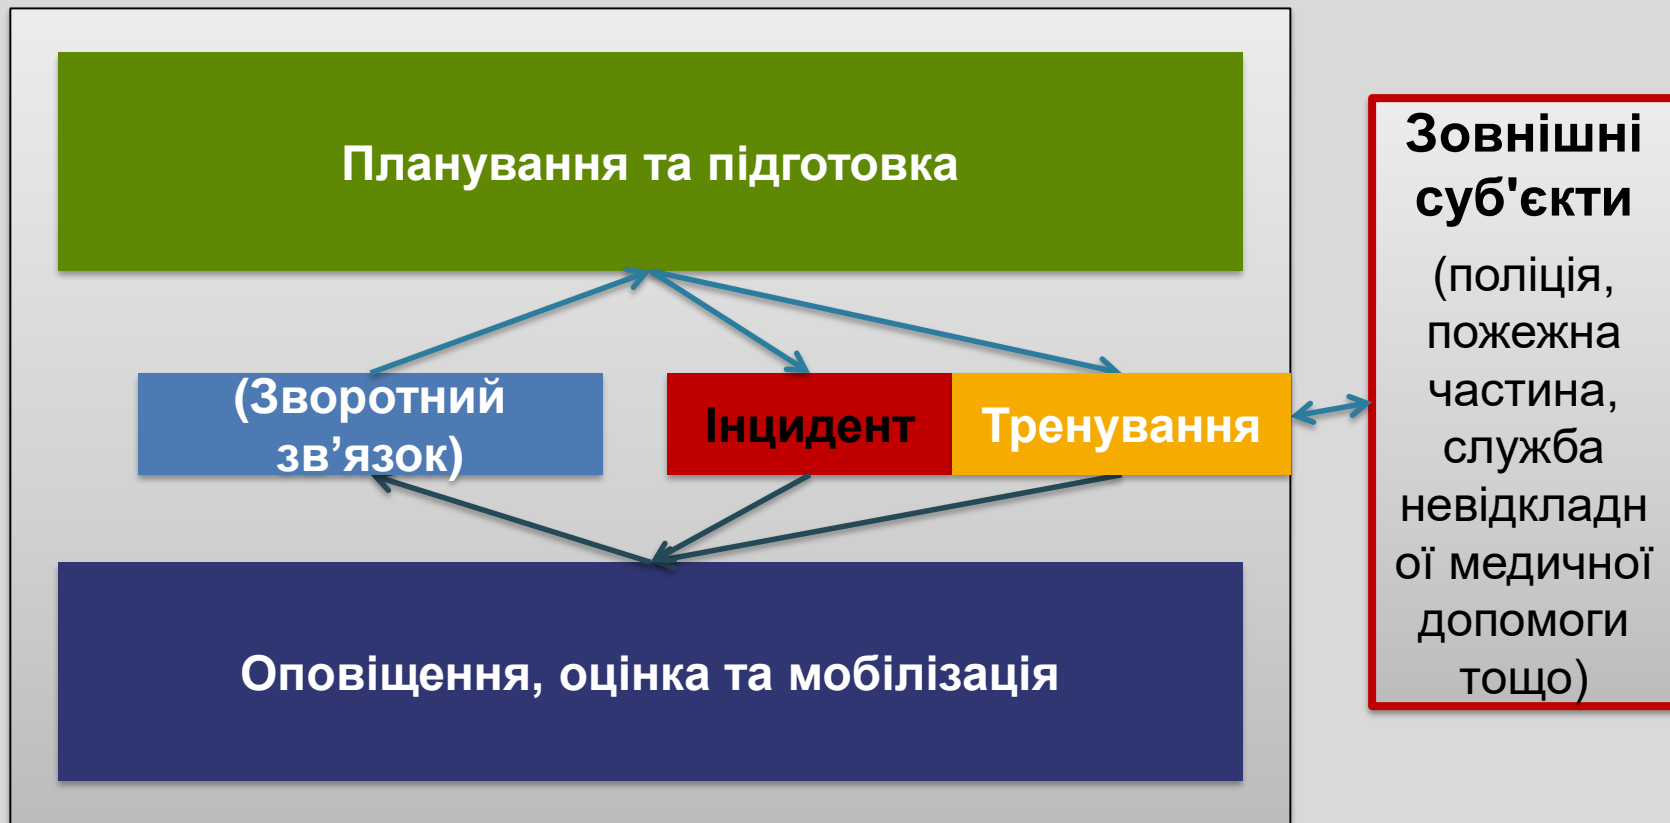 Планування та підготовка
(Зворотний
зв’язок)
Інцидент
Тренування
Оповіщення, оцінка та мобілізація
Зовнішні
суб'єкти
(поліція,
пожежна
частина,
служба
невідкладн
ої медичної
допомоги
тощо)